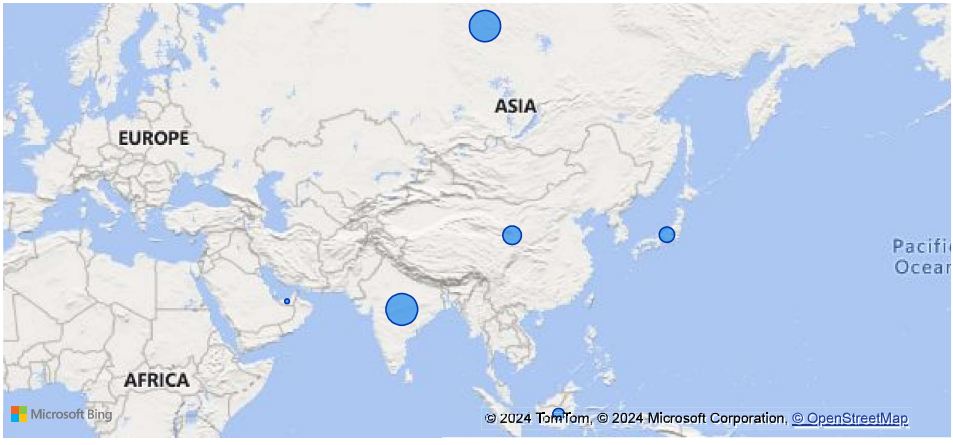 ASIA
EUROPE
Pacific
Ocean
AFRICA
Microsoft Bing
© 2024 TomTom, © 2024 Microsoft Corporation, © OpenStreetMap